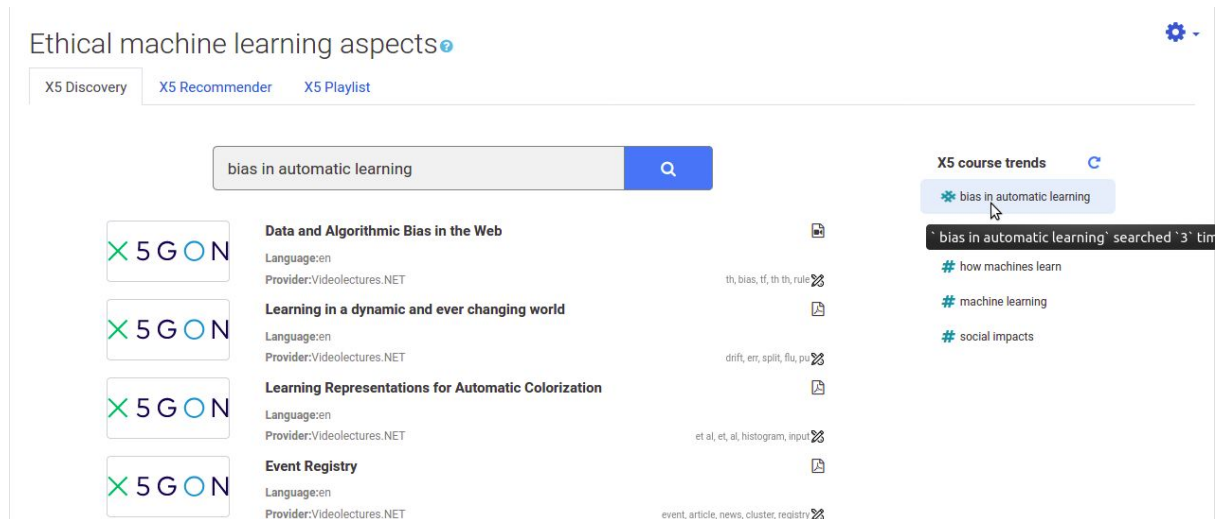 Ethical machine learning aspects
X5 Discovery X5 Recommender X5 Playlist
bias in automatic learning
X5GON
Data and Algorithmic Bias in the Web
Language:en
Provider:Videolectures.NET
th, bias, tf, th th, rule
X5GON
Learning in a dynamic and ever changing world
Language:en
Provider:Videolectures.NET
drift, err, split, flu, pu
X5GON
Learning Representations for Automatic Colorization
Language:en
Provider:Videolectures.NET
et al, et, al, histogram, input
X5GON
Event Registry
Language:en
Provider:Videolectures.NET
event, article, news, cluster, registry
X5 course trends
# bias in automatic learning
` bias in automatic learning` searched `3` tim
# how machines learn
# machine learning
# social impacts